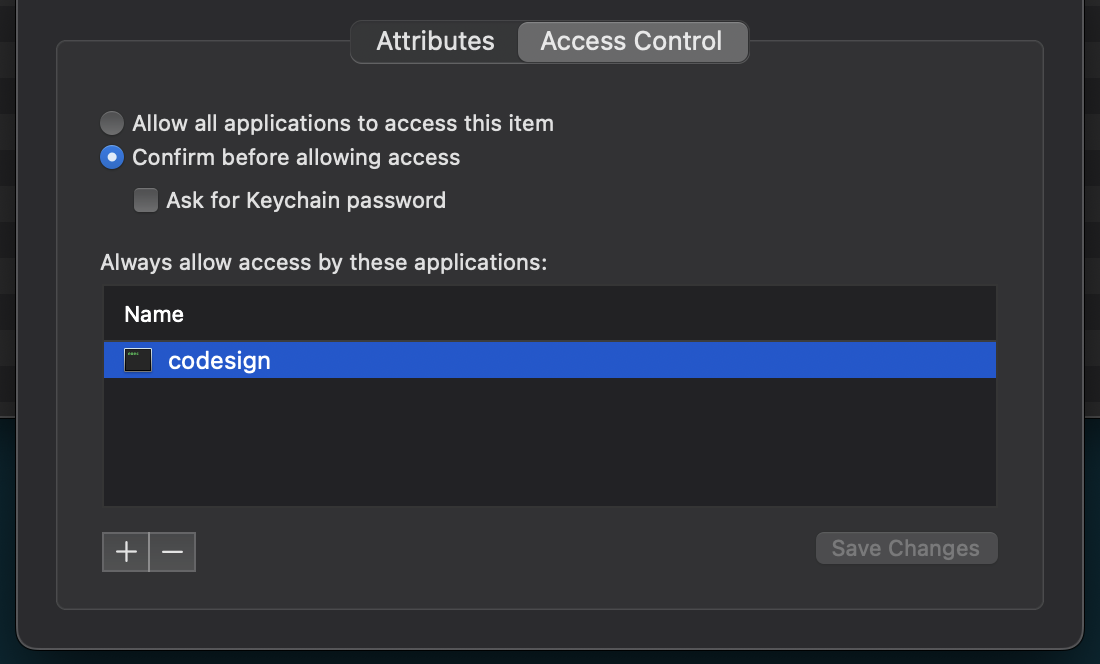 Attributes Access Control
Allow all applications to access this item
Confirm before allowing access
Ask for Keychain password
Always allow access by these applications:
Name
codesign
Save Changes